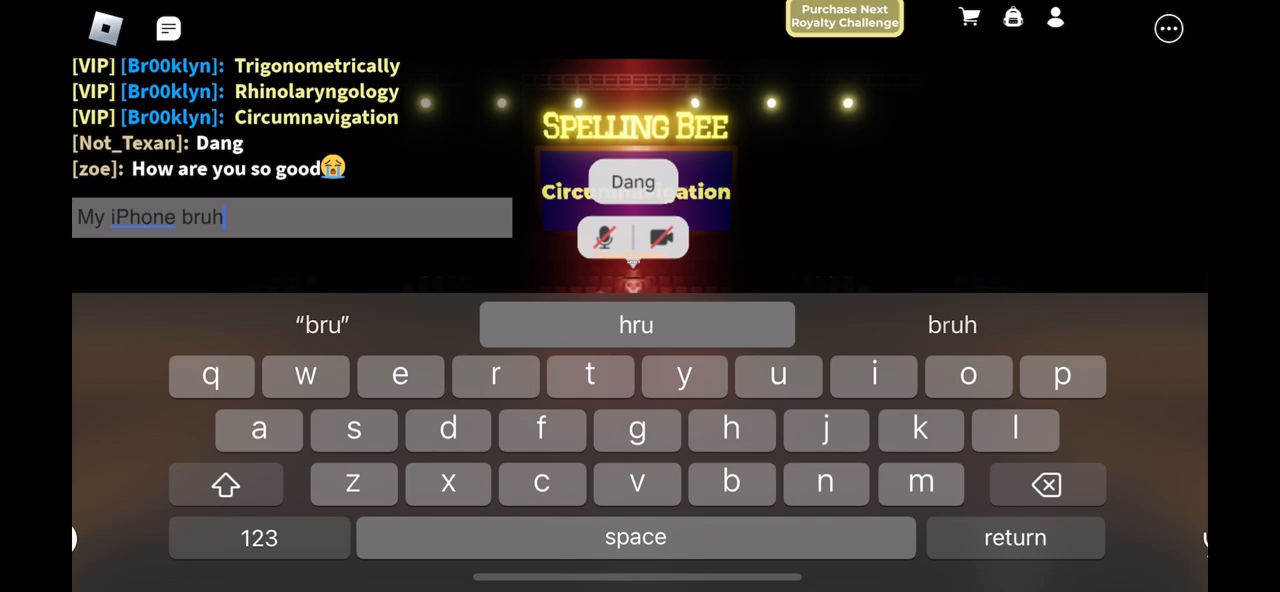 Purchase Next
Royalty Challenge
[VIP] [Br00klyn]: Trigonometrically
[VIP] [Br00klyn]: Rhinolaryngology
[VIP] [Br00klyn]: Circumnavigation
[Not_Texan]: Dang
[zoe]: How are you so good😭
My iPhone bruh
SPELLING BEE
Dang
Circumnavigation
“bru” hru bruh
q w e r t y u i o p
a s d f g h j k l
z x c v b n m
123 space return